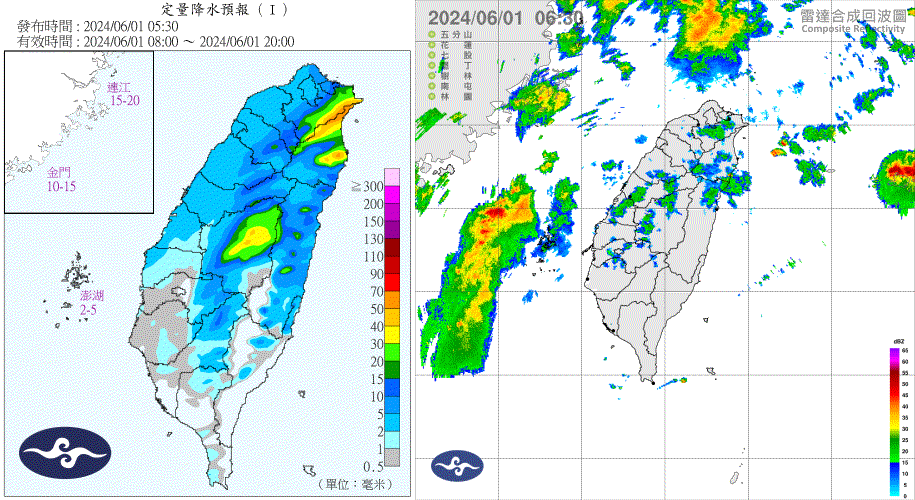 定量降水預報 ( I )
發布時間 : 2024/06/01 05:30
有效時間 : 2024/06/01 08:00 ～ 2024/06/01 20:00
連江
15-20
金門
10-15
澎湖
2-5
≧300
200
150
130
110
90
70
50
40
30
20
15
10
5
2
1
0.5
(單位：毫米)
2024/06/01 06:30
雷達合成回波圖
Composite Reflectivity
五分山
花蓮
七股
墾丁
樹林
南屯
林園
dBZ
65
60
55
50
45
40
35
30
25
20
15
10
5
0